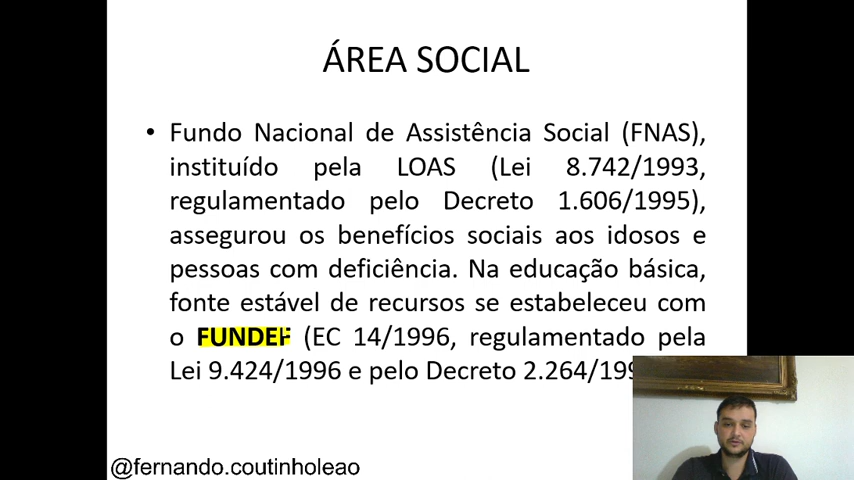 ÁREA SOCIAL
• Fundo Nacional de Assistência Social (FNAS),
instituído pela LOAS (Lei 8.742/1993,
regulamentado pelo Decreto 1.606/1995),
assegurou os benefícios sociais aos idosos e
pessoas com deficiência. Na educação básica,
fonte estável de recursos se estabeleceu com
o FUNDEF (EC 14/1996, regulamentado pela
Lei 9.424/1996 e pelo Decreto
@fernando.coutinholeao